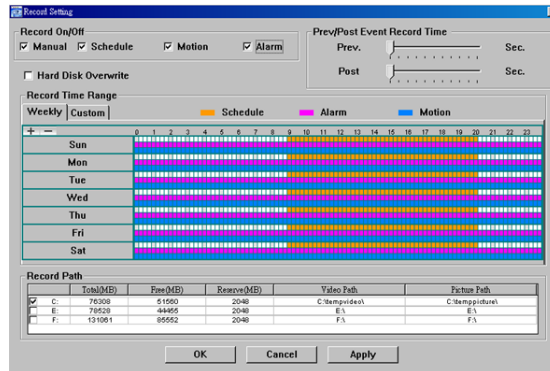 Record Setting
Record On/Off
Manual Schedule Motion Alarm
Hard Disk Overwrite
Prev/Post Event Record Time
Prev. Sec.
Post Sec.
Record Time Range
Weekly Custom
Schedule Alarm Motion
+ −
0 1 2 3 4 5 6 7 8 9 10 11 12 13 14 15 16 17 18 19 20 21 22 23
Sun
Mon
Tue
Wed
Thu
Fri
Sat
Record Path
Total(MB) Free(MB) Reserve(MB) Video Path Picture Path
C: 76308 51560 2048 C:\tempvideo\ C:\temppicture\
E: 78528 44465 2048 E:\ E:\
F: 131061 85552 2048 F:\ F:\
OK Cancel Apply